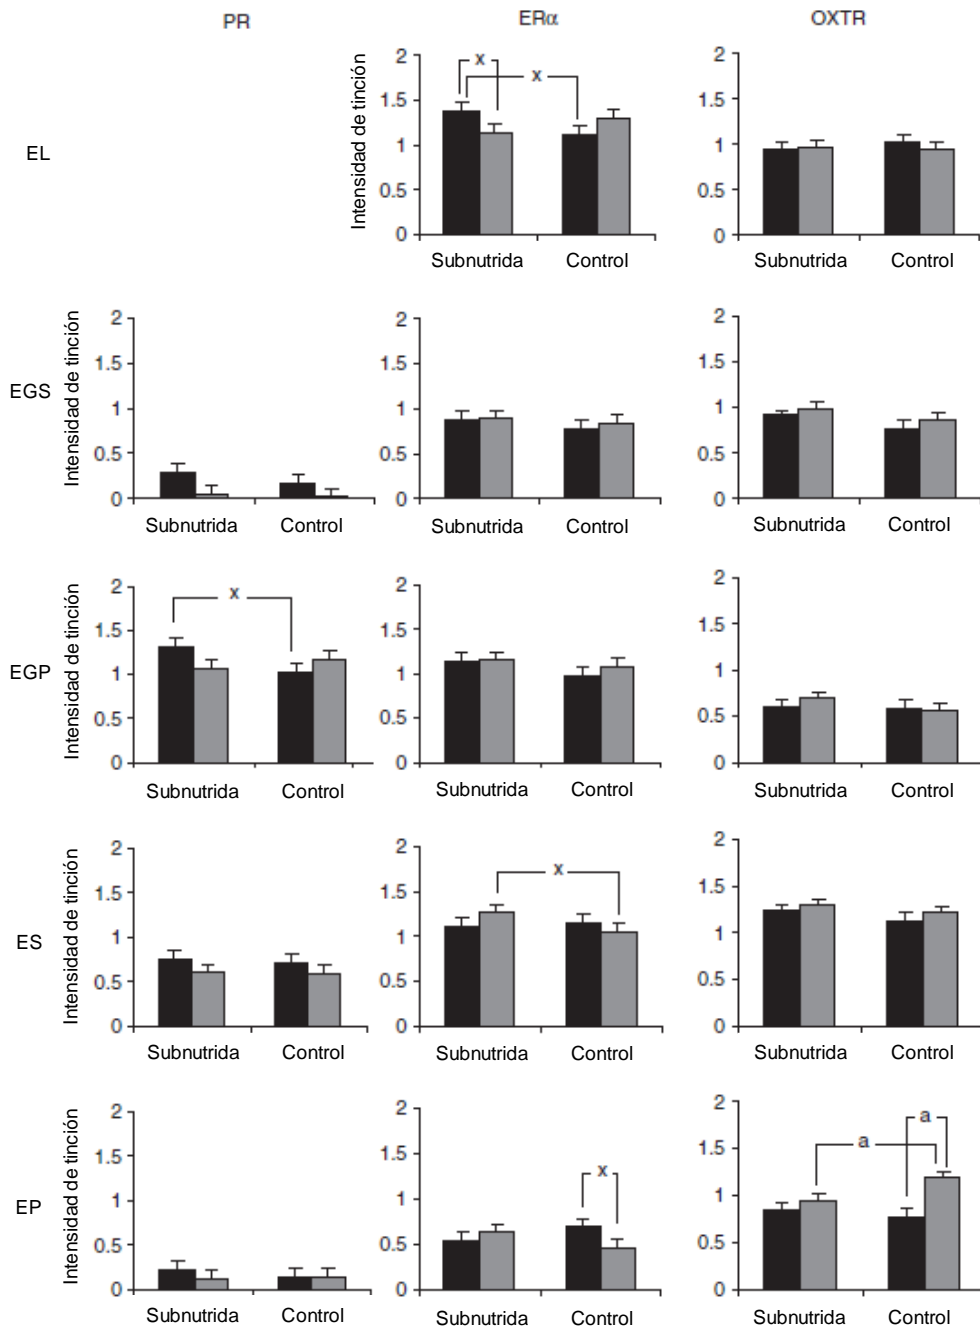 PR ERα OXTR
EL
Intensidad de tinción
2
1.5
1
0.5
0
x
x
Subnutrida Control
2
1.5
1
0.5
0
Subnutrida Control
EGS
Intensidad de tinción
2
1.5
1
0.5
0
Subnutrida Control
2
1.5
1
0.5
0
Subnutrida Control
2
1.5
1
0.5
0
Subnutrida Control
EGP
Intensidad de tinción
2
1.5
1
0.5
0
x
Subnutrida Control
2
1.5
1
0.5
0
Subnutrida Control
2
1.5
1
0.5
0
Subnutrida Control
ES
Intensidad de tinción
2
1.5
1
0.5
0
Subnutrida Control
2
1.5
1
0.5
0
x
Subnutrida Control
2
1.5
1
0.5
0
Subnutrida Control
EP
Intensidad de tinción
2
1.5
1
0.5
0
Subnutrida Control
2
1.5
1
0.5
0
x
Subnutrida Control
2
1.5
1
0.5
0
a
a
Subnutrida Control